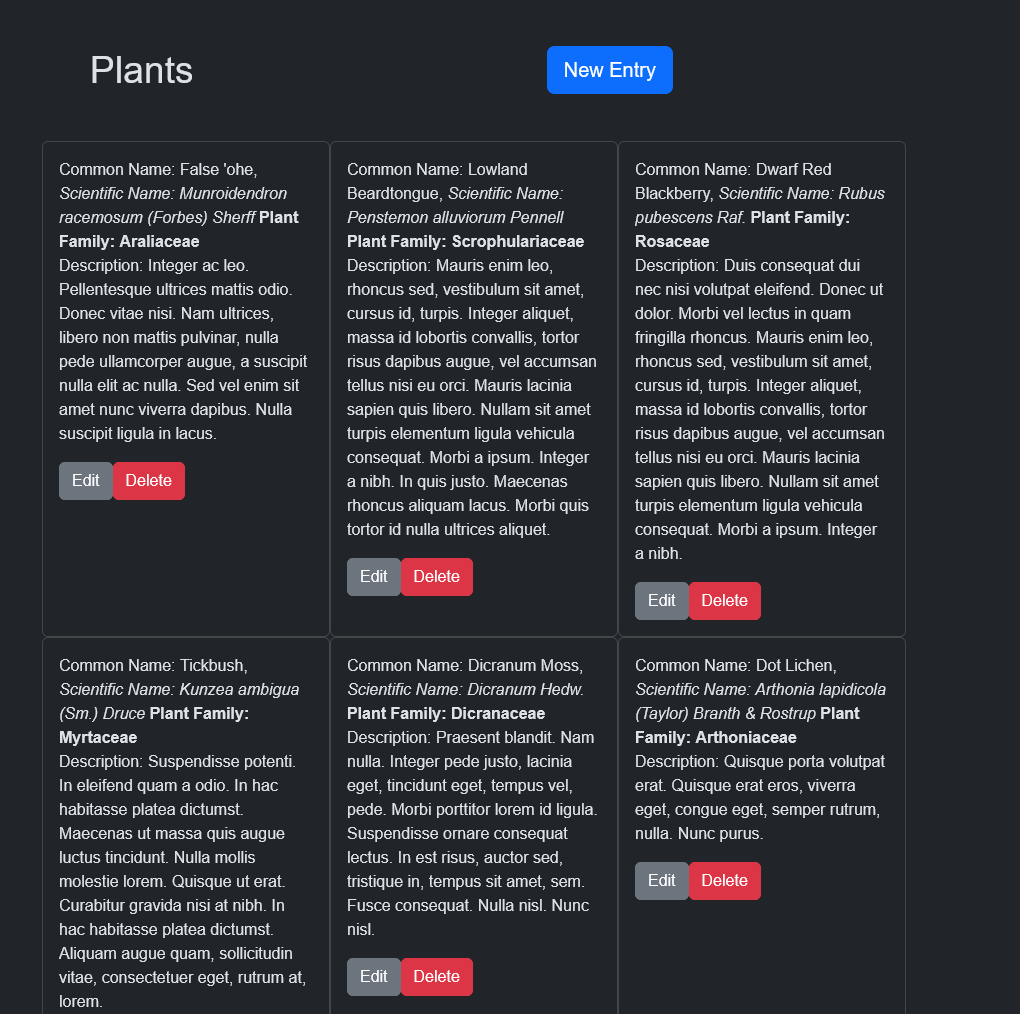 Plants
New Entry
Common Name: False 'ohe,
Scientific Name: Munroidendron
racemosum (Forbes) Sherff Plant
Family: Araliaceae
Description: Integer ac leo.
Pellentesque ultrices mattis odio.
Donec vitae nisi. Nam ultrices,
libero non mattis pulvinar, nulla
pede ullamcorper augue, a suscipit
nulla elit ac nulla. Sed vel enim sit
amet nunc viverra dapibus. Nulla
suscipit ligula in lacus.
Edit Delete
Common Name: Lowland
Beardtongue, Scientific Name:
Penstemon alluviorum Pennell
Plant Family: Scrophulariaceae
Description: Mauris enim leo,
rhoncus sed, vestibulum sit amet,
cursus id, turpis. Integer aliquet,
massa id lobortis convallis, tortor
risus dapibus augue, vel accumsan
tellus nisi eu orci. Mauris lacinia
sapien quis libero. Nullam sit amet
turpis elementum ligula vehicula
consequat. Morbi a ipsum. Integer
a nibh. In quis justo. Maecenas
rhoncus aliquam lacus. Morbi quis
tortor id nulla ultrices aliquet.
Edit Delete
Common Name: Dwarf Red
Blackberry, Scientific Name: Rubus
pubescens Raf. Plant Family:
Rosaceae
Description: Duis consequat dui
nec nisi volutpat eleifend. Donec ut
dolor. Morbi vel lectus in quam
fringilla rhoncus. Mauris enim leo,
rhoncus sed, vestibulum sit amet,
cursus id, turpis. Integer aliquet,
massa id lobortis convallis, tortor
risus dapibus augue, vel accumsan
tellus nisi eu orci. Mauris lacinia
sapien quis libero. Nullam sit amet
turpis elementum ligula vehicula
consequat. Morbi a ipsum. Integer
a nibh.
Edit Delete
Common Name: Tickbush,
Scientific Name: Kunzea ambigua
(Sm.) Druce Plant Family:
Myrtaceae
Description: Suspendisse potenti.
In eleifend quam a odio. In hac
habitasse platea dictumst.
Maecenas ut massa quis augue
luctus tincidunt. Nulla mollis
molestie lorem. Quisque ut erat.
Curabitur gravida nisi at nibh. In
hac habitasse platea dictumst.
Aliquam augue quam, sollicitudin
vitae, consectetuer eget, rutrum at,
lorem.
Common Name: Dicranum Moss,
Scientific Name: Dicranum Hedw.
Plant Family: Dicranaceae
Description: Praesent blandit. Nam
nulla. Integer pede justo, lacinia
eget, tincidunt eget, tempus vel,
pede. Morbi porttitor lorem id ligula.
Suspendisse ornare consequat
lectus. In est risus, auctor sed,
tristique in, tempus sit amet, sem.
Fusce consequat. Nulla nisl. Nunc
nisl.
Edit Delete
Common Name: Dot Lichen,
Scientific Name: Arthonia lapidicola
(Taylor) Branth & Rostrup Plant
Family: Arthoniaceae
Description: Quisque porta volutpat
erat. Quisque erat eros, viverra
eget, congue eget, semper rutrum,
nulla. Nunc purus.
Edit Delete